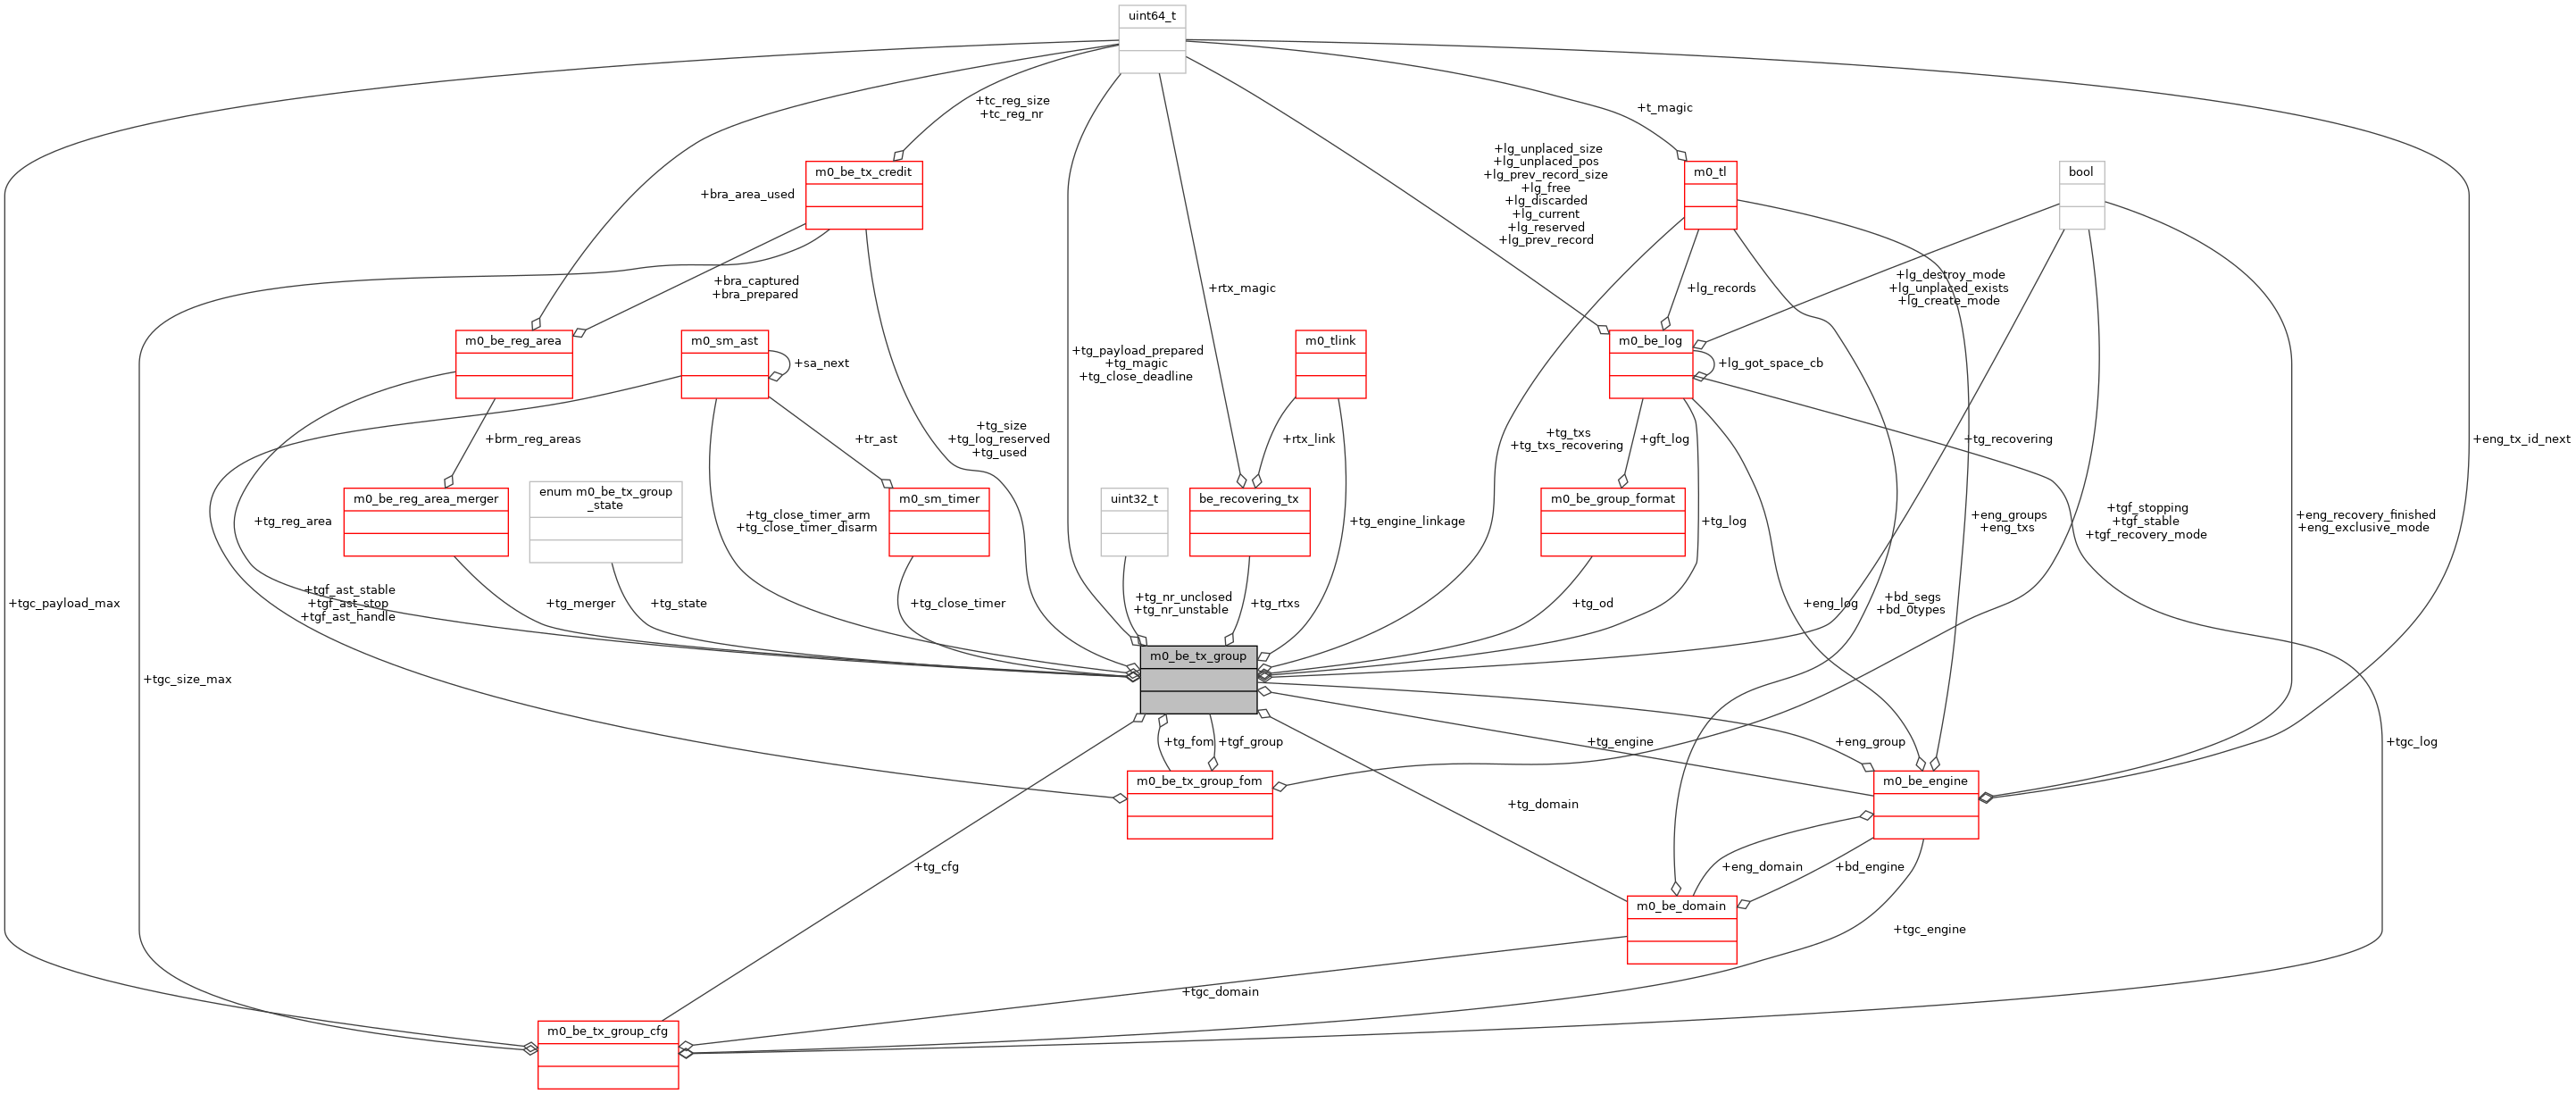 uint64_t
+tc_reg_size
+tc_reg_nr
+t_magic
+lg_unplaced_size
+lg_unplaced_pos
+lg_prev_record_size
+lg_free
+lg_discarded
+lg_current
+lg_reserved
+lg_prev_record
m0_be_tx_credit
m0_tl
bool
+bra_area_used
+bra_captured
+bra_prepared
+rtx_magic
+lg_records
+lg_destroy_mode
+lg_unplaced_exists
+lg_create_mode
m0_be_reg_area
m0_sm_ast
+sa_next
+tg_payload_prepared
+tg_magic
+tg_close_deadline
m0_tlink
m0_be_log
+lg_got_space_cb
+brm_reg_areas
+tr_ast
+tg_size
+tg_log_reserved
+tg_used
+rtx_link
+tg_txs
+tg_txs_recovering
+gft_log
+tg_recovering
+eng_tx_id_next
m0_be_reg_area_merger
enum m0_be_tx_group
_state
m0_sm_timer
uint32_t
be_recovering_tx
m0_be_group_format
+tg_reg_area
+tg_close_timer_arm
+tg_close_timer_disarm
+tg_engine_linkage
+tg_log
+eng_groups
+eng_txs
+tgf_stopping
+tgf_stable
+tgf_recovery_mode
+eng_recovery_finished
+eng_exclusive_mode
+tgc_payload_max
+tgf_ast_stable
+tgf_ast_stop
+tgf_ast_handle
+tg_merger
+tg_state
+tg_close_timer
+tg_nr_unclosed
+tg_nr_unstable
+tg_rtxs
+tg_od
+eng_log
+bd_segs
+bd_0types
m0_be_tx_group
+tgc_size_max
+tg_fom
+tgf_group
+tg_engine
+eng_group
+tgc_log
m0_be_tx_group_fom
m0_be_engine
+tg_domain
+tg_cfg
+eng_domain
+bd_engine
m0_be_domain
+tgc_engine
+tgc_domain
m0_be_tx_group_cfg